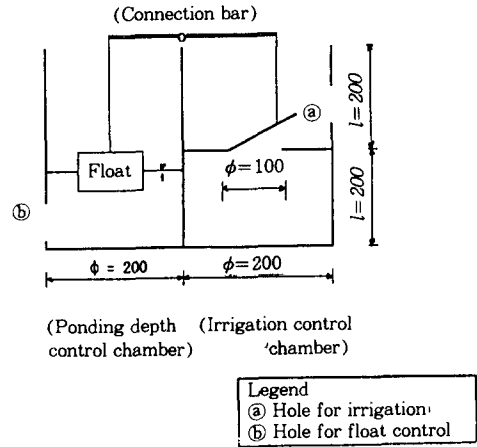 (Connection bar)
ⓐ
l=200
Float
φ=100
ⓑ
l=200
φ = 200
φ=200
(Ponding depth control chamber)
(Irrigation control chamber)
Legend
ⓐ Hole for irrigation
ⓑ Hole for float control